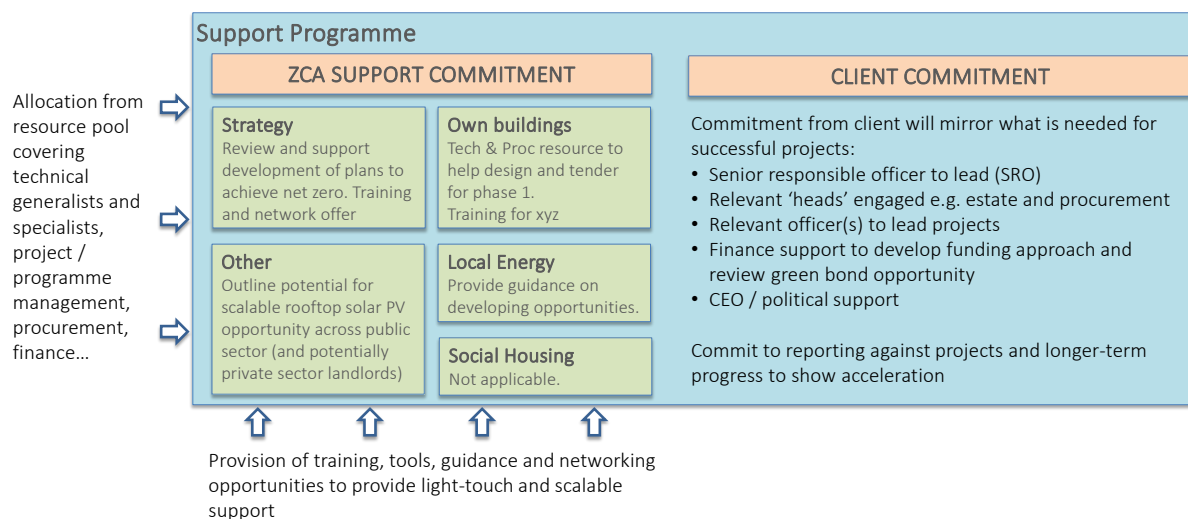 Support Programme
ZCA SUPPORT COMMITMENT
CLIENT COMMITMENT
Allocation from
resource pool
covering
technical
generalists and
specialists,
project /
programme
management,
procurement,
finance…
Strategy
Review and support
development of plans to
achieve net zero. Training
and network offer
Own buildings
Tech & Proc resource to
help design and tender
for phase 1.
Training for xyz
Other
Outline potential for
scalable rooftop solar PV
opportunity across public
sector (and potentially
private sector landlords)
Local Energy
Provide guidance on
developing opportunities.
Social Housing
Not applicable.
Commitment from client will mirror what is needed for
successful projects:
• Senior responsible officer to lead (SRO)
• Relevant ‘heads’ engaged e.g. estate and procurement
• Relevant officer(s) to lead projects
• Finance support to develop funding approach and
review green bond opportunity
• CEO / political support
Commit to reporting against projects and longer-term
progress to show acceleration
Provision of training, tools, guidance and networking
opportunities to provide light-touch and scalable
support